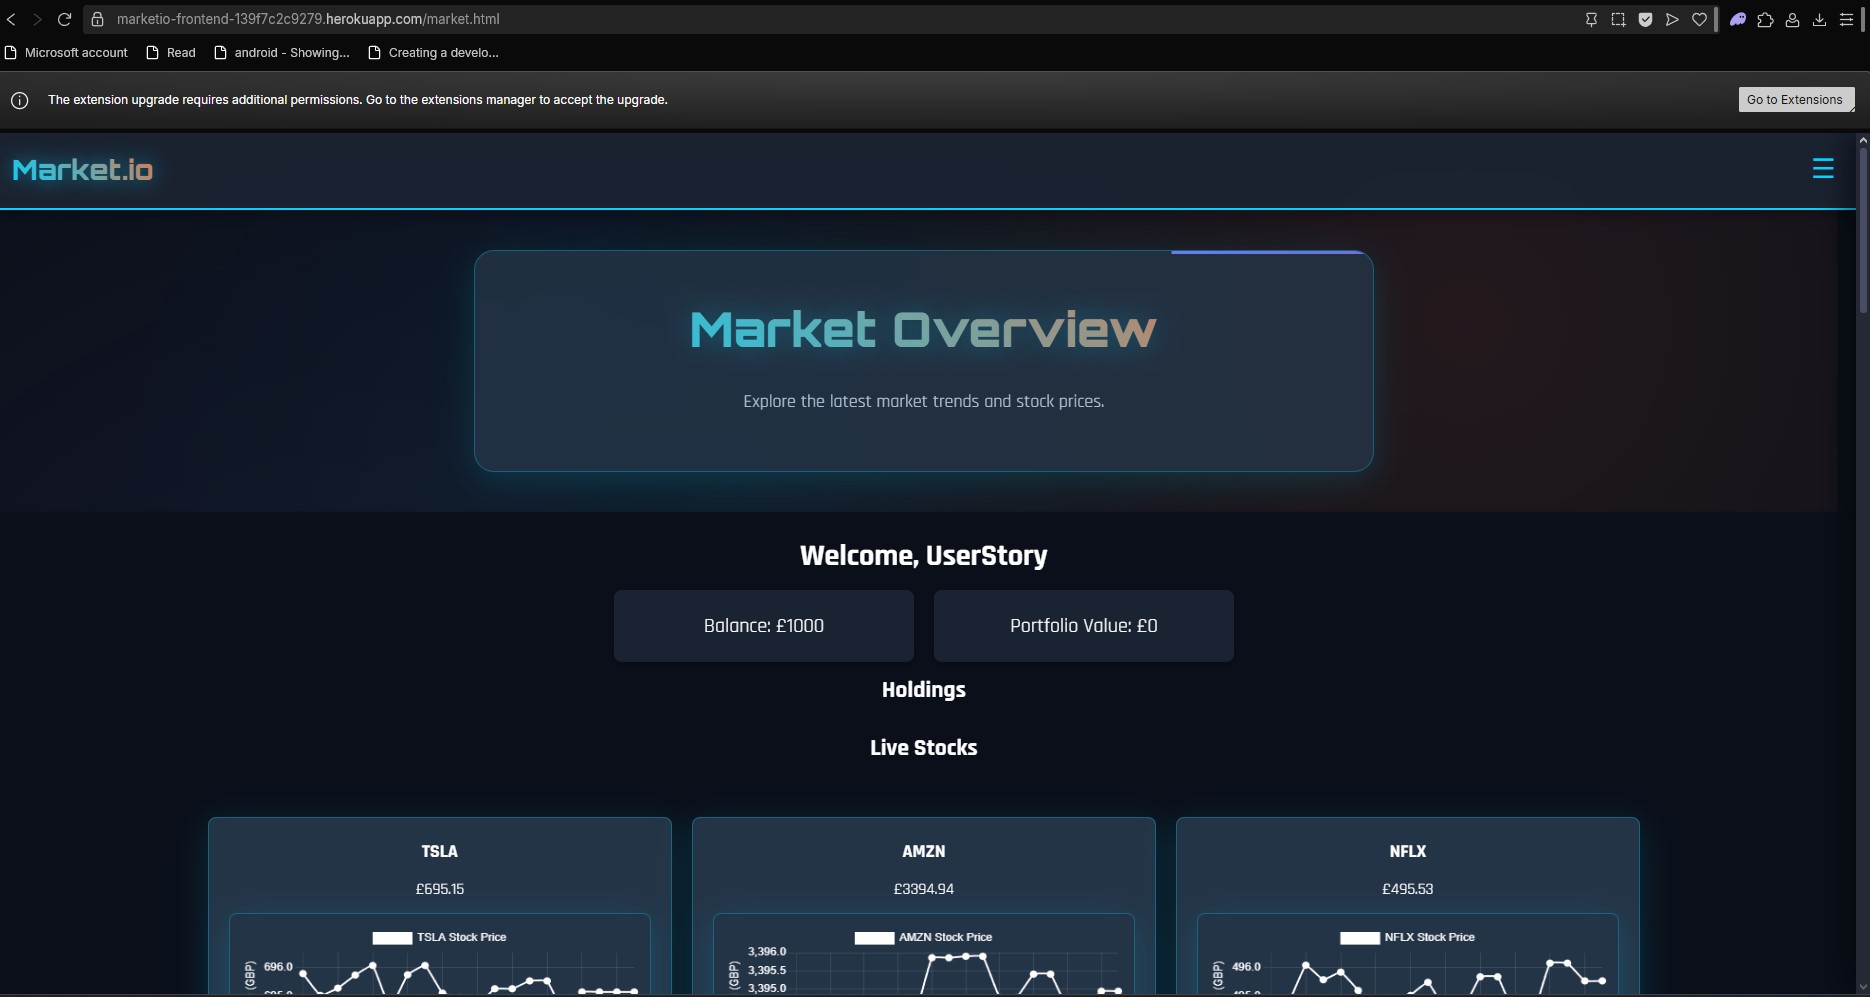 marketio-frontend-139f7c2c9279.herokuapp.com/market.html
Microsoft account Read android - Showing... Creating a develo...
The extension upgrade requires additional permissions. Go to the extensions manager to accept the upgrade. Go to Extensions
Market.io
Market Overview
Explore the latest market trends and stock prices.
Welcome, UserStory
Balance: £1000 Portfolio Value: £0
Holdings
Live Stocks
TSLA
£695.15
TSLA Stock Price
(GBP)
696.0
AMZN
£3394.94
AMZN Stock Price
(GBP)
3,396.0
3,395.5
3,395.0
NFLX
£495.53
NFLX Stock Price
(GBP)
496.0